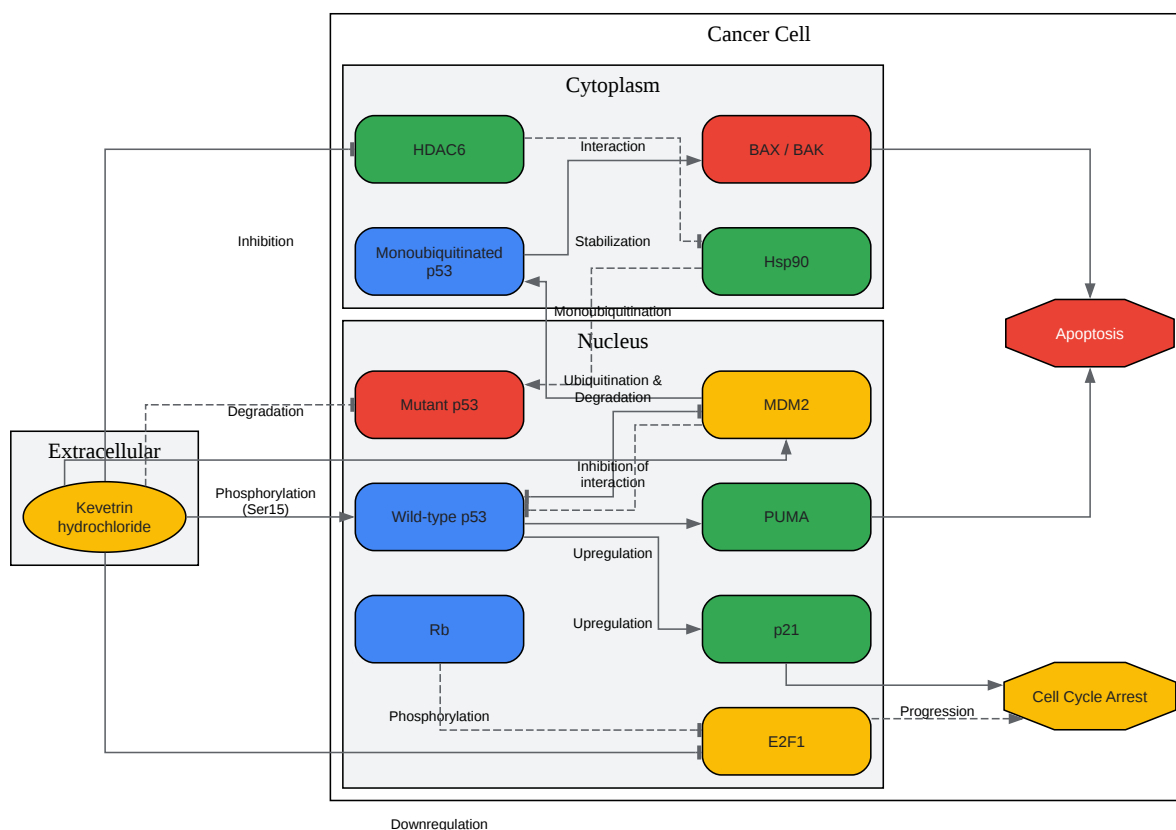 Cancer Cell
Cytoplasm
HDAC6
Interaction
BAX / BAK
Inhibition
Monoubiquitinated
p53
Stabilization
Hsp90
Monoubiquitination
Nucleus
Apoptosis
Mutant p53
Ubiquitination &
Degradation
MDM2
Degradation
Extracellular
Kevetrin
hydrochloride
Phosphorylation
(Ser15)
Wild-type p53
Inhibition of
interaction
PUMA
Upregulation
Rb
Upregulation
p21
Cell Cycle Arrest
Phosphorylation
E2F1
Progression
Downregulation